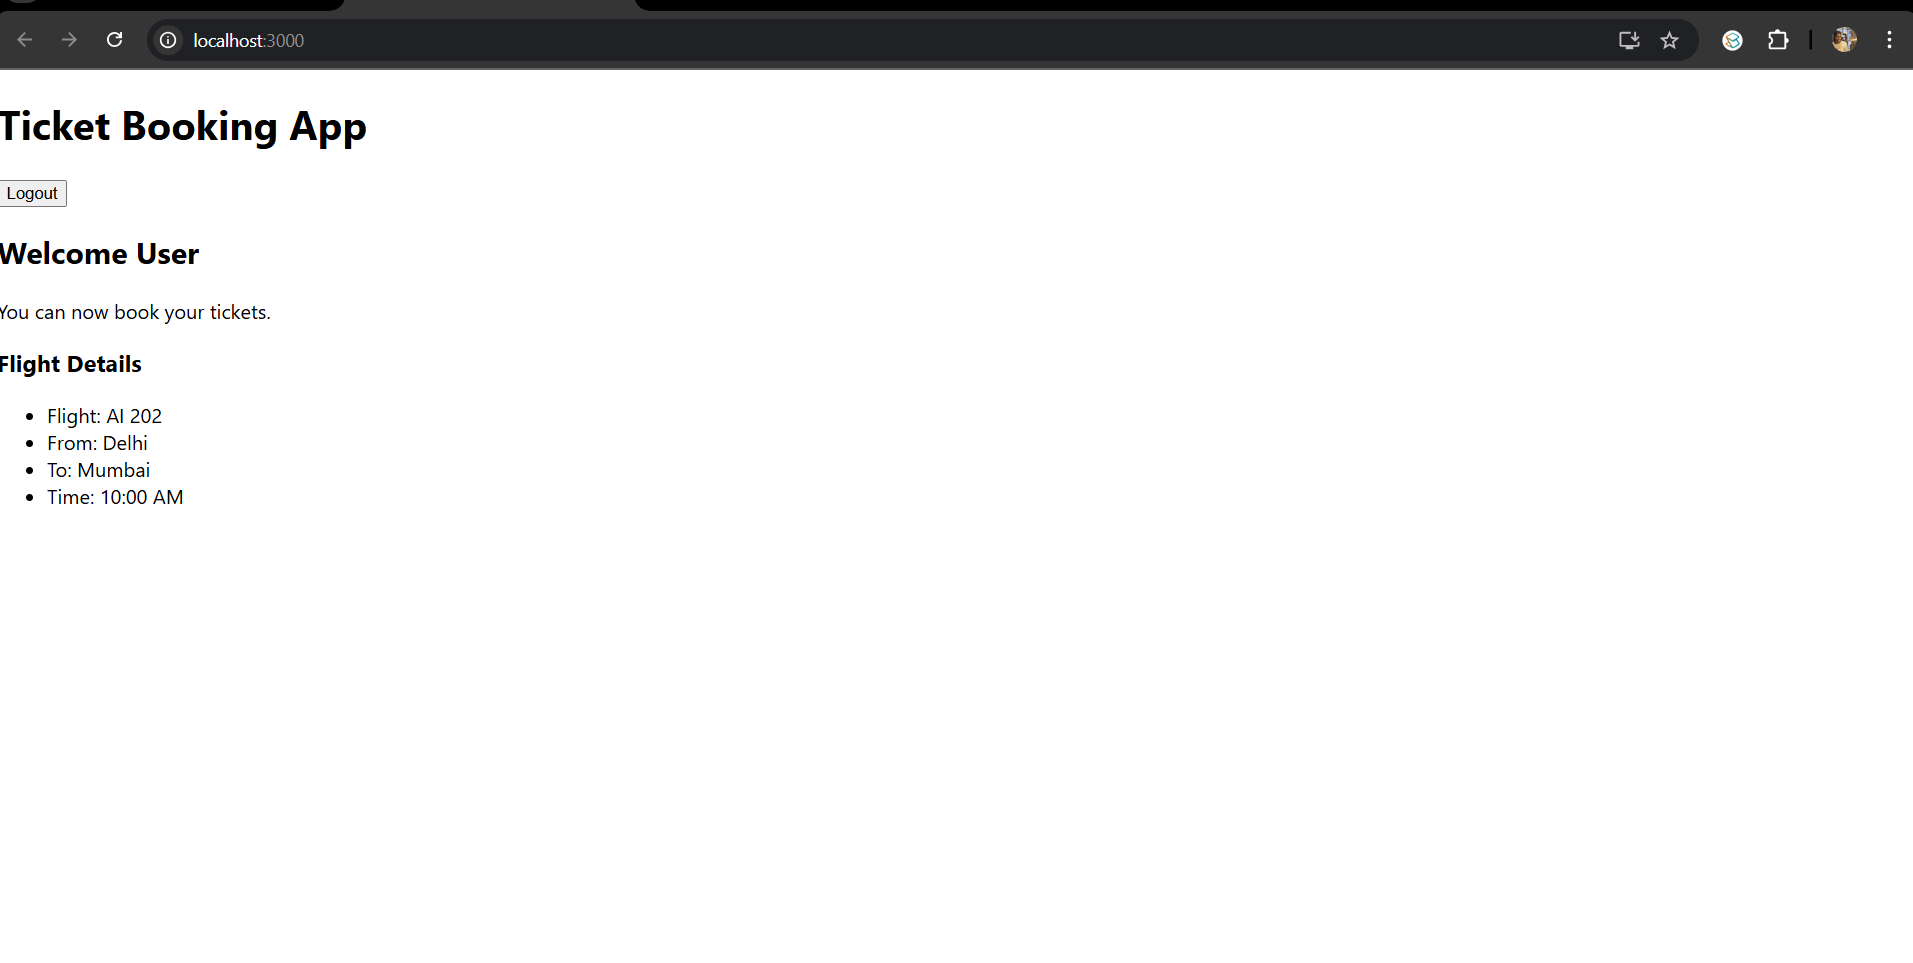 localhost:3000
Ticket Booking App
Logout
Welcome User
You can now book your tickets.
Flight Details
Flight: AI 202
From: Delhi
To: Mumbai
Time: 10:00 AM